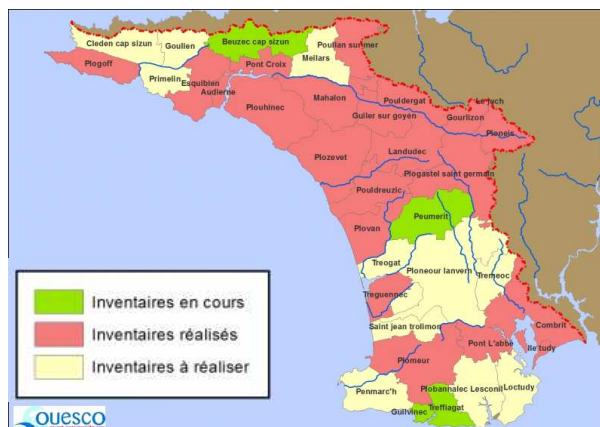 Cleden cap sizun
Goulien
Beuzec cap sizun
Poullan sur mer
Plogoff
Primelin
Esquibien
Audierne
Pont Croix
Meilars
Mahalon
Pouldergat
Le juch
Plouhinec
Guiler sur goyen
Gourlizon
Ploneis
Plozevet
Landudec
Plogastel saint germain
Pouldreuzic
Plovan
Peumerit
Treogat
Ploneour lanvern
Tremeoc
Treguennec
Combrit
Saint jean trolimon
Pont L'abbé
Ile tudy
Plomeur
Penmarc'h
Plobannalec Lesconil
Loctudy
Treffiagat
Guilvinec
Inventaires en cours
Inventaires réalisés
Inventaires à réaliser
Ouesco